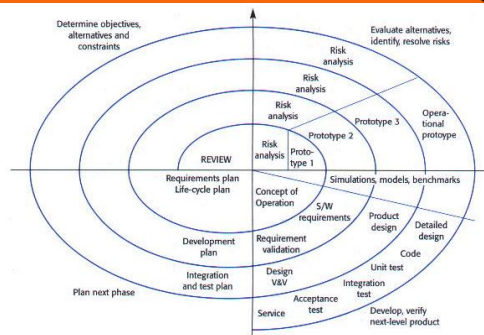 Determine objectives,
alternatives and
constraints
Evaluate alternatives,
identify, resolve risks
Risk
analysis
Risk
analysis
Risk
analysis
Risk
analysis
Proto-
type 1
Prototype 2
Prototype 3
Opera-
tional
protoype
REVIEW
Requirements plan
Life-cycle plan
Simulations, models, benchmarks
Concept of
Operation
S/W
requirements
Product
design
Detailed
design
Development
plan
Requirement
validation
Code
Unit test
Integration
and test plan
Design
V&V
Integration
test
Plan next phase
Acceptance
test
Service
Develop, verify
next-level product